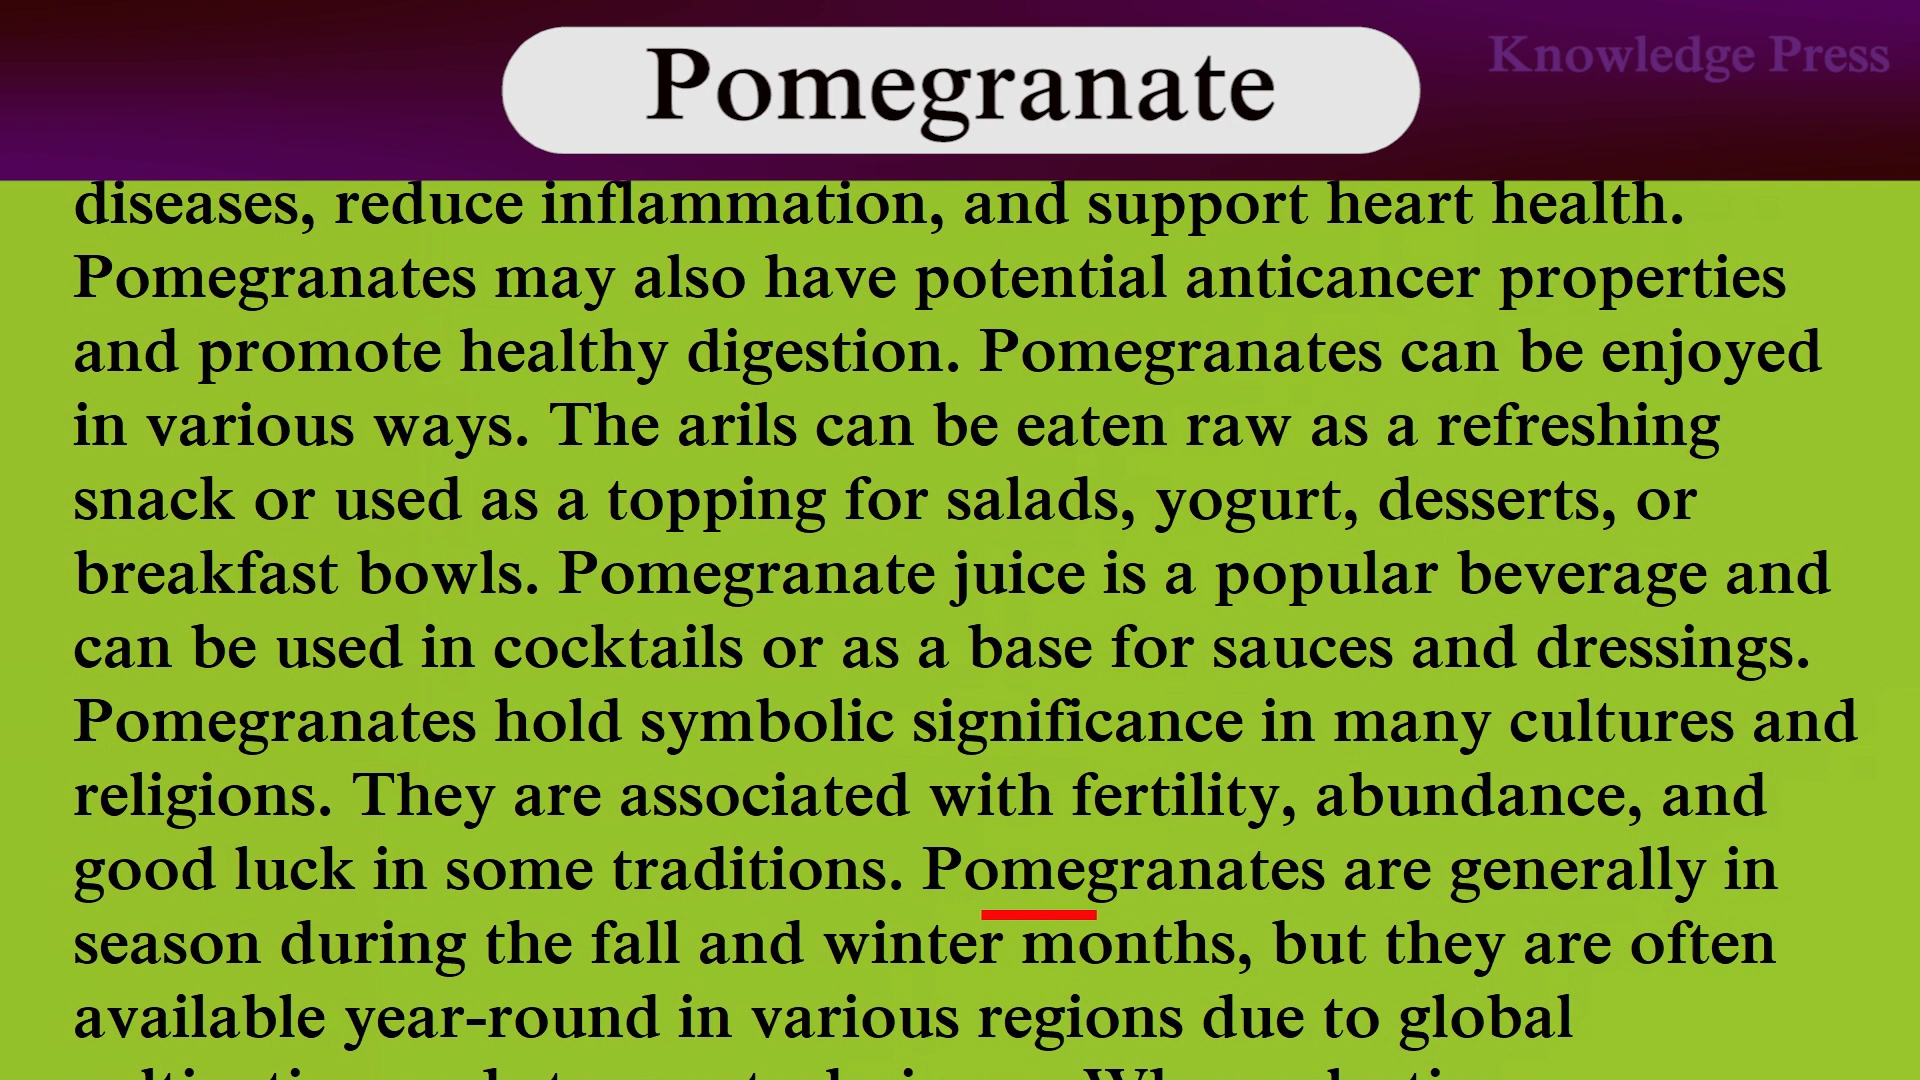 Pomegranate
Knowledge Press
diseases, reduce inflammation, and support heart health.
Pomegranates may also have potential anticancer properties
and promote healthy digestion. Pomegranates can be enjoyed
in various ways. The arils can be eaten raw as a refreshing
snack or used as a topping for salads, yogurt, desserts, or
breakfast bowls. Pomegranate juice is a popular beverage and
can be used in cocktails or as a base for sauces and dressings.
Pomegranates hold symbolic significance in many cultures and
religions. They are associated with fertility, abundance, and
good luck in some traditions. Pomegranates are generally in
season during the fall and winter months, but they are often
available year-round in various regions due to global